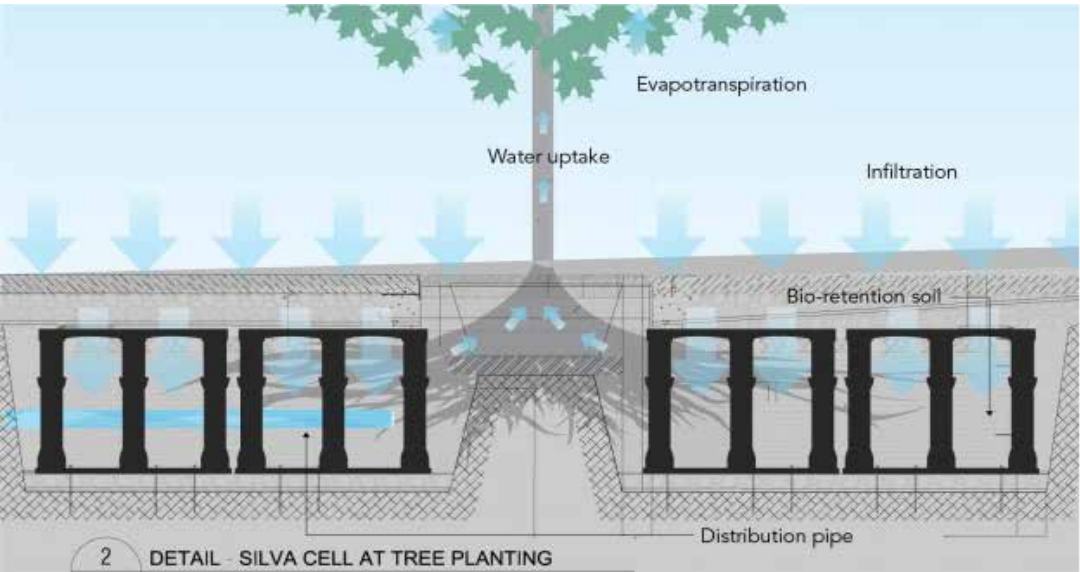 Evapotranspiration
Water uptake
Infiltration
Bio-retention soil
Distribution pipe
2 DETAIL - SILVA CELL AT TREE PLANTING